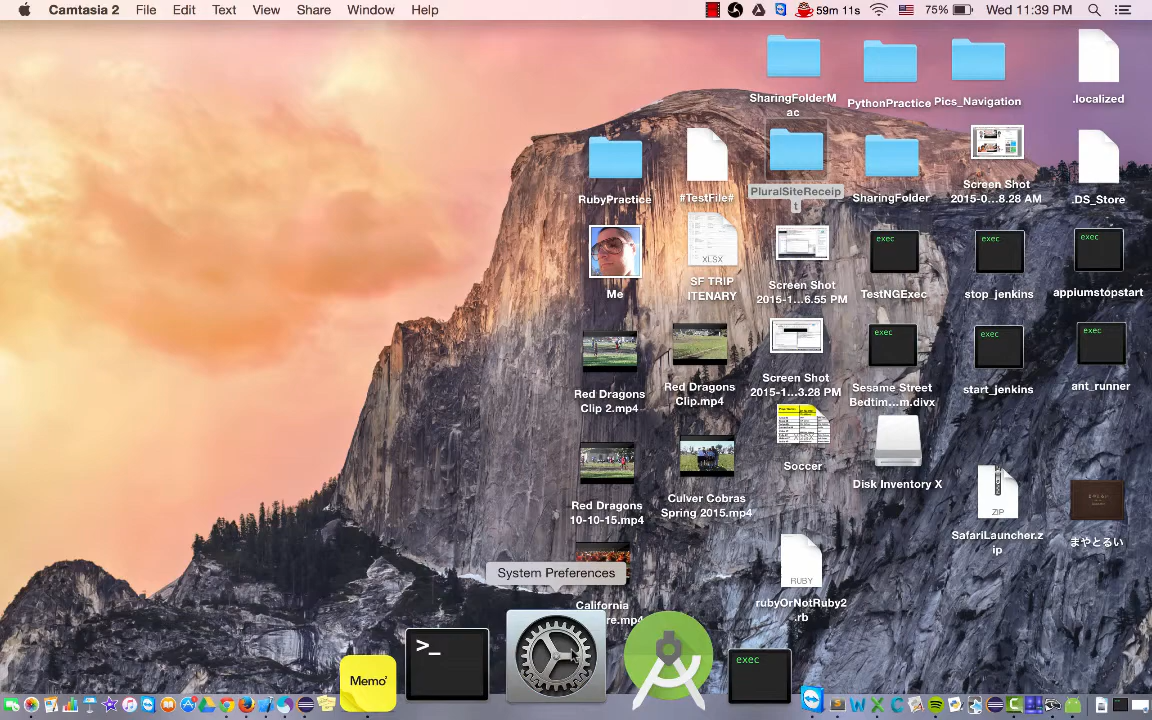 Camtasia 2 File Edit Text View Share Window Help 59m 11s 75% Wed 11:39 PM
SharingFolderM
ac
PythonPractice
Pics_Navigation
.localized
RubyPractice
#TestFile#
PluralSiteReceip
t
SharingFolder
Screen Shot
2015-0...8.28 AM
.DS_Store
Me
XLSX
SF TRIP
ITENARY
Screen Shot
2015-1...6.55 PM
exec
TestNGExec
exec
stop_jenkins
exec
appiumstopstart
Red Dragons
Clip 2.mp4
Red Dragons
Clip.mp4
Screen Shot
2015-1...3.28 PM
exec
Sesame Street
Bedtim...m.divx
exec
start_jenkins
exec
ant_runner
Red Dragons
10-10-15.mp4
Culver Cobras
Spring 2015.mp4
Soccer
Disk Inventory X
ZIP
SafariLauncher.z
ip
まやとるい
California
re.mp4
RUBY
rubyOrNotRuby2
.rb
System Preferences
Memo'
>_
exec